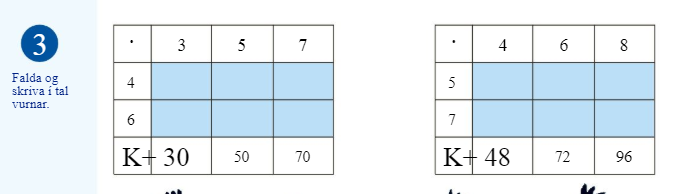 3
Falda og
skriva í tal
vurnar.
· 3 5 7
4
6
K+ 30 50 70
· 4 6 8
5
7
K+ 48 72 96